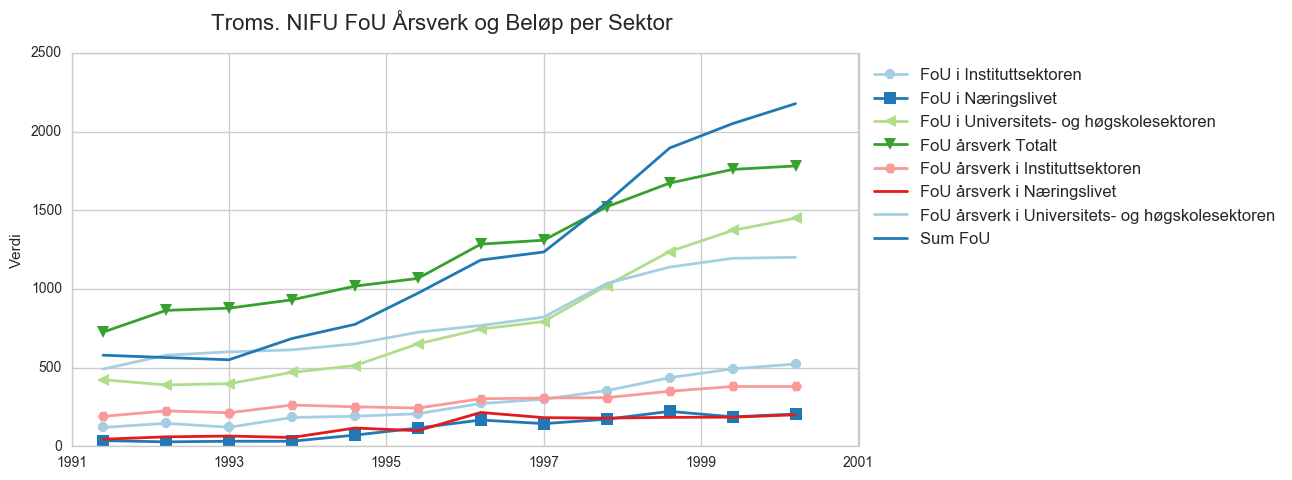 Troms. NIFU FoU Årsverk og Beløp per Sektor
Verdi
2500
2000
1500
1000
500
0
1991
1993
1995
1997
1999
2001
FoU i Instituttsektoren
FoU i Næringslivet
FoU i Universitets- og høgskolesektoren
FoU årsverk Totalt
FoU årsverk i Instituttsektoren
FoU årsverk i Næringslivet
FoU årsverk i Universitets- og høgskolesektoren
Sum FoU